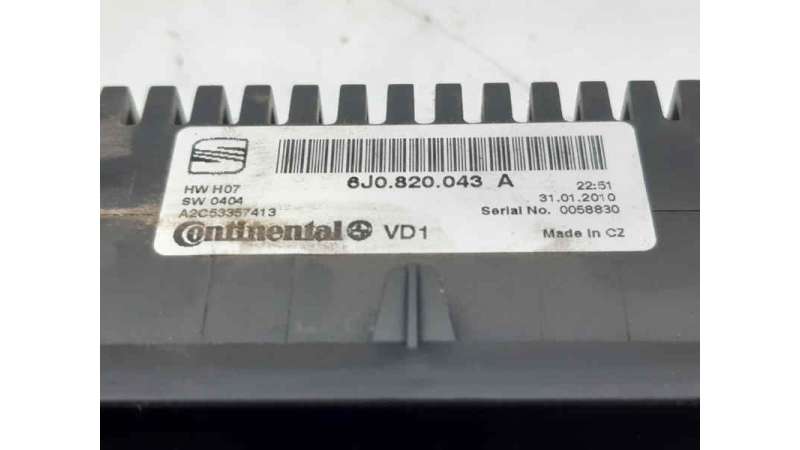 6J0.820.043 A
HW H07
22:51
SW 0404
31.01.2010
A2C53357413
Serial No. 0058830
Continental VD1
Made in CZ